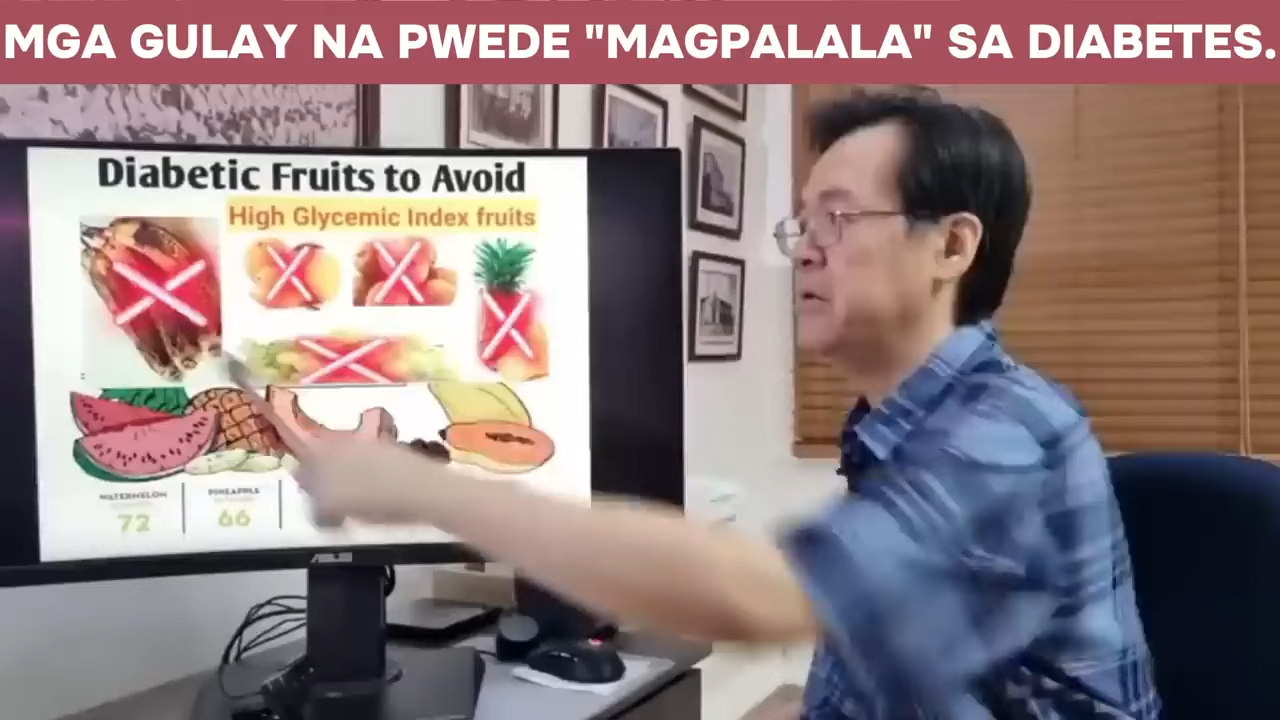 MGA GULAY NA PWEDE "MAGPALALA" SA DIABETES.
Diabetic Fruits to Avoid
High Glycemic Index fruits
WATERMELON
PINEAPPLE
72
66
ASUS